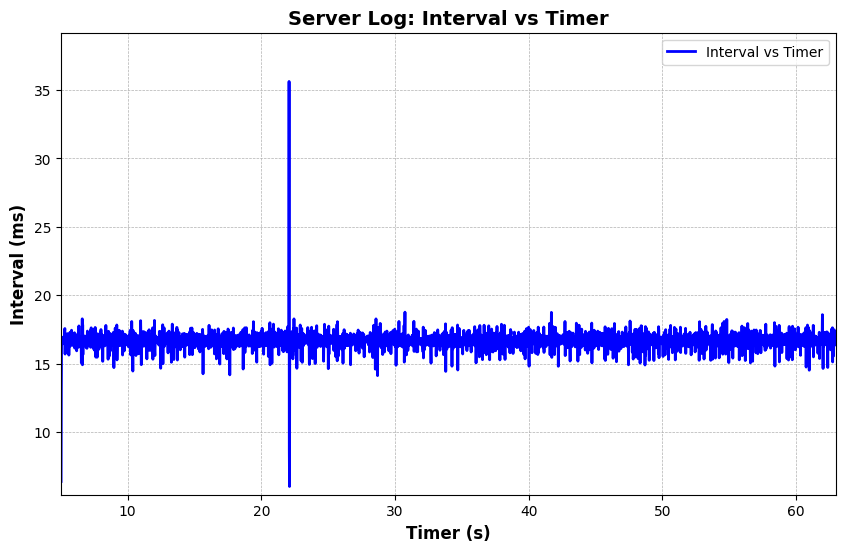 Server Log: Interval vs Timer
Interval vs Timer
35
30
25
20
15
10
Interval (ms)
10 20 30 40 50 60
Timer (s)